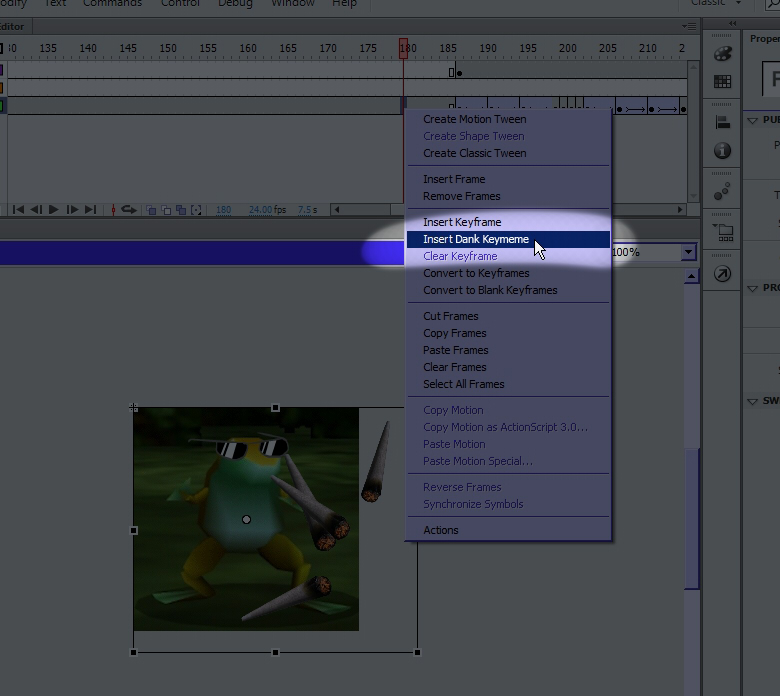 odify Text Commands Control Debug Window Help Classic
ditor
130 135 140 145 150 155 160 165 170 175 180 185 190 195 200 205 210 2
Proper
Create Motion Tween
Create Shape Tween
Create Classic Tween
Insert Frame
Remove Frames
180 24.00 fps 7.5 s
Insert Keyframe
Insert Dank Keymeme
Clear Keyframe
100%
Convert to Keyframes
Convert to Blank Keyframes
Cut Frames
Copy Frames
Paste Frames
Clear Frames
Select All Frames
Copy Motion
Copy Motion as ActionScript 3.0...
Paste Motion
Paste Motion Special...
Reverse Frames
Synchronize Symbols
Actions
PU
PRO
SW